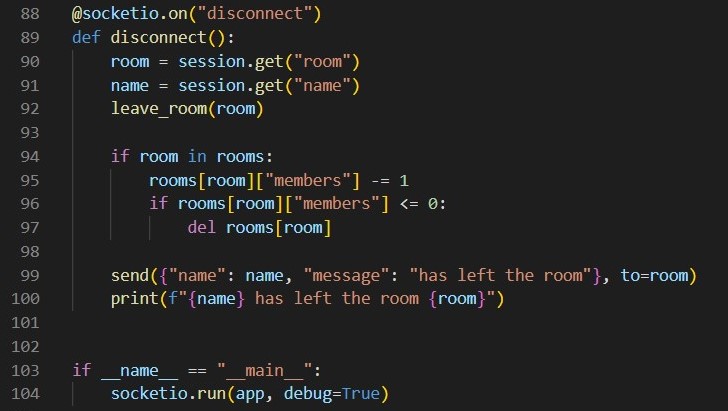 88 @socketio.on("disconnect")
89 def disconnect():
90     room = session.get("room")
91     name = session.get("name")
92     leave_room(room)
93
94     if room in rooms:
95         rooms[room]["members"] -= 1
96         if rooms[room]["members"] <= 0:
97             del rooms[room]
98
99     send({"name": name, "message": "has left the room"}, to=room)
100     print(f"{name} has left the room {room}")
101
102
103 if __name__ == "__main__":
104     socketio.run(app, debug=True)